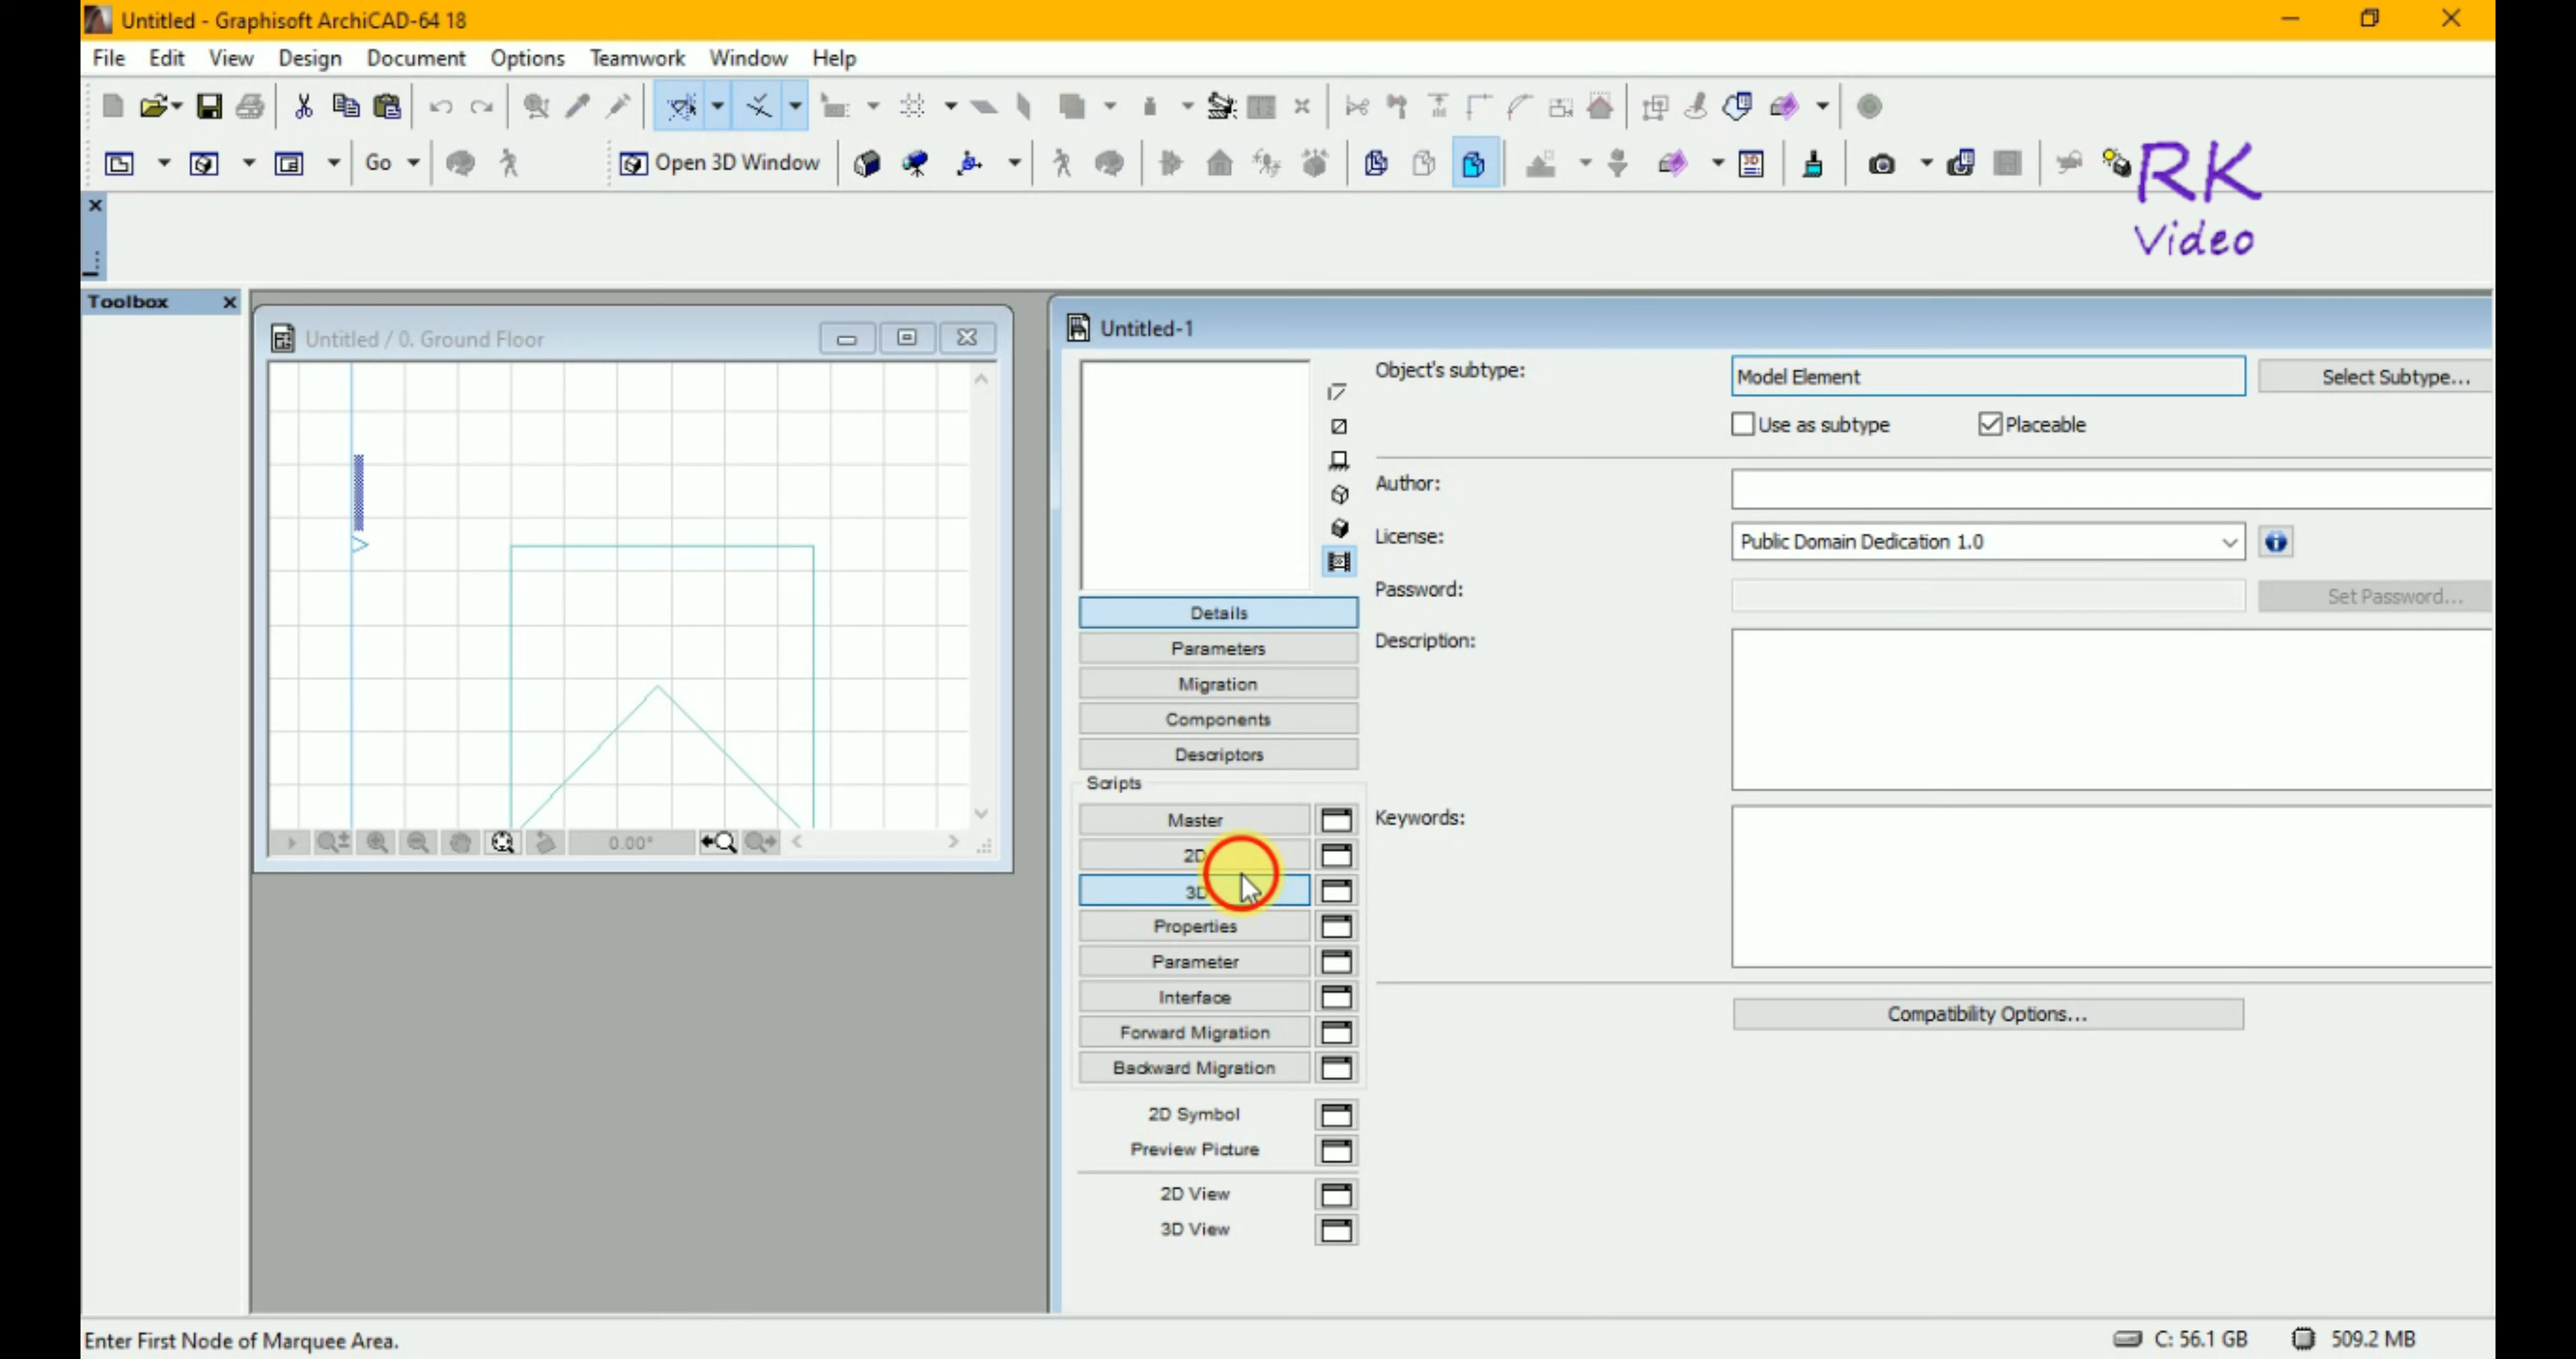 Untitled - Graphisoft ArchiCAD-64 18
File Edit View Design Document Options Teamwork Window Help
Go Open 3D Window
RK
Video
Toolbox
Untitled / 0. Ground Floor
0.00°
Untitled-1
Object's subtype: Model Element Select Subtype...
Use as subtype Placeable
Author:
License: Public Domain Dedication 1.0
Password: Set Password...
Description:
Keywords:
Compatibility Options...
Details
Parameters
Migration
Components
Descriptors
Scripts
Master
2D
3D
Properties
Parameter
Interface
Forward Migration
Backward Migration
2D Symbol
Preview Picture
2D View
3D View
Enter First Node of Marquee Area.
C: 56.1 GB 509.2 MB